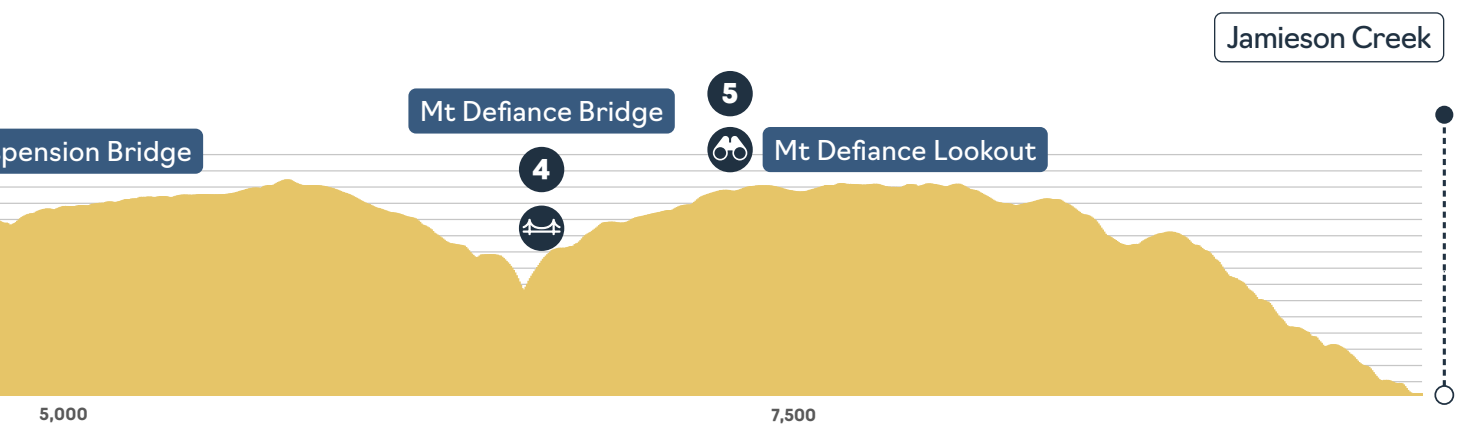 Jamieson Creek
5
Mt Defiance Bridge
Mt Defiance Lookout
pension Bridge
4
5,000
7,500